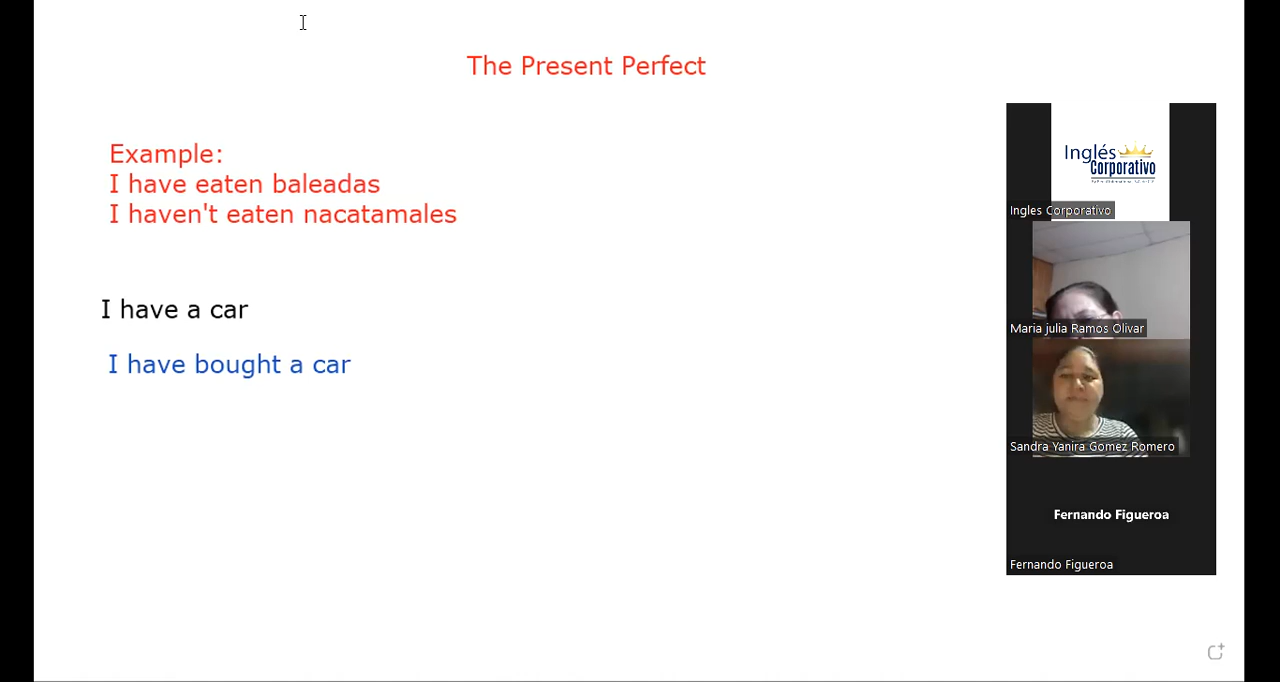 The Present Perfect
Example:
I have eaten baleadas
I haven't eaten nacatamales
I have a car
I have bought a car
Inglés
Corporativo
Ingles Corporativo
Maria julia Ramos Olivar
Sandra Yanira Gomez Romero
Fernando Figueroa
Fernando Figueroa